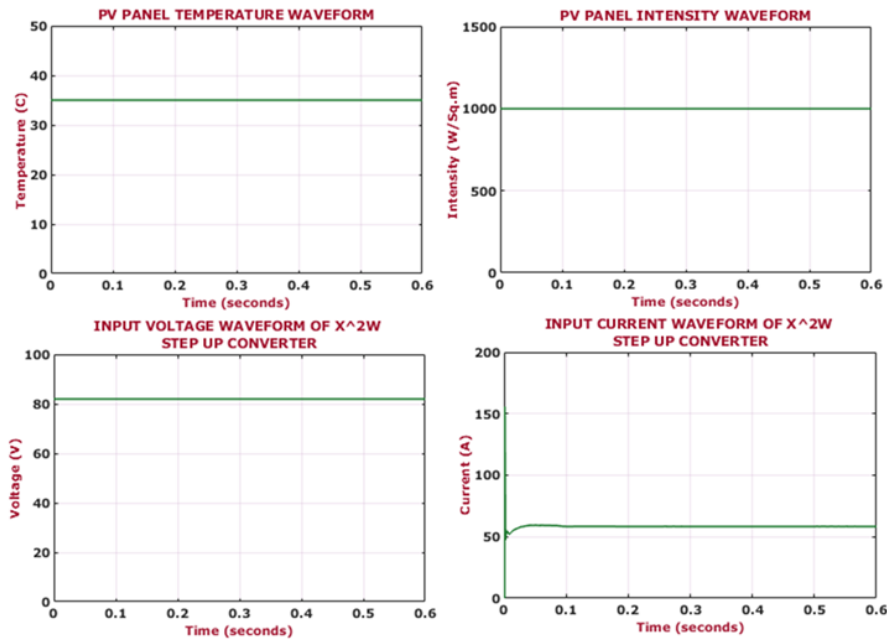 PV PANEL TEMPERATURE WAVEFORM
50
40
30
20
10
0
Temperature (C)
0 0.1 0.2 0.3 0.4 0.5 0.6
Time (seconds)
PV PANEL INTENSITY WAVEFORM
1500
1000
500
0
Intensity (W/Sq.m)
0 0.1 0.2 0.3 0.4 0.5 0.6
Time (seconds)
INPUT VOLTAGE WAVEFORM OF X^2W
STEP UP CONVERTER
100
80
60
40
20
0
Voltage (V)
0 0.1 0.2 0.3 0.4 0.5 0.6
Time (seconds)
INPUT CURRENT WAVEFORM OF X^2W
STEP UP CONVERTER
200
150
100
50
0
Current (A)
0 0.1 0.2 0.3 0.4 0.5 0.6
Time (seconds)